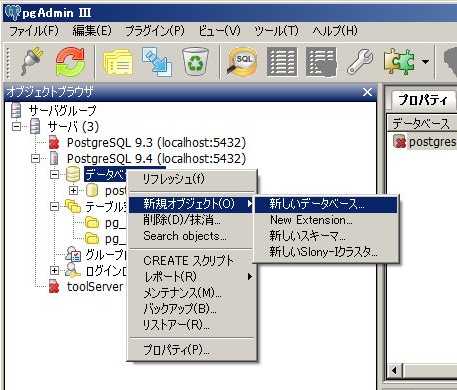 pgAdmin III
ファイル(F) 編集(E) プラグイン(P) ビュー(V) ツール(T) ヘルプ(H)
SQL
オブジェクトブラウザ
プロパティ
サーバグループ
サーバ (3)
データベース
PostgreSQL 9.3 (localhost:5432)
postgres
PostgreSQL 9.4 (localhost:5432)
データベ
リフレッシュ(f)
pos
新規オブジェクト(O)
新しいデータベース...
テーブル
削除(D)/抹消...
New Extension...
pg_
Search objects...
新しいスキーマ...
pg_
新しいSlony-Iクラスタ...
グループ
CREATE スクリプト
ログイン
レポート(R)
toolServer
メンテナンス(M)...
バックアップ(B)...
リストアー(R)...
プロパティ(P)...